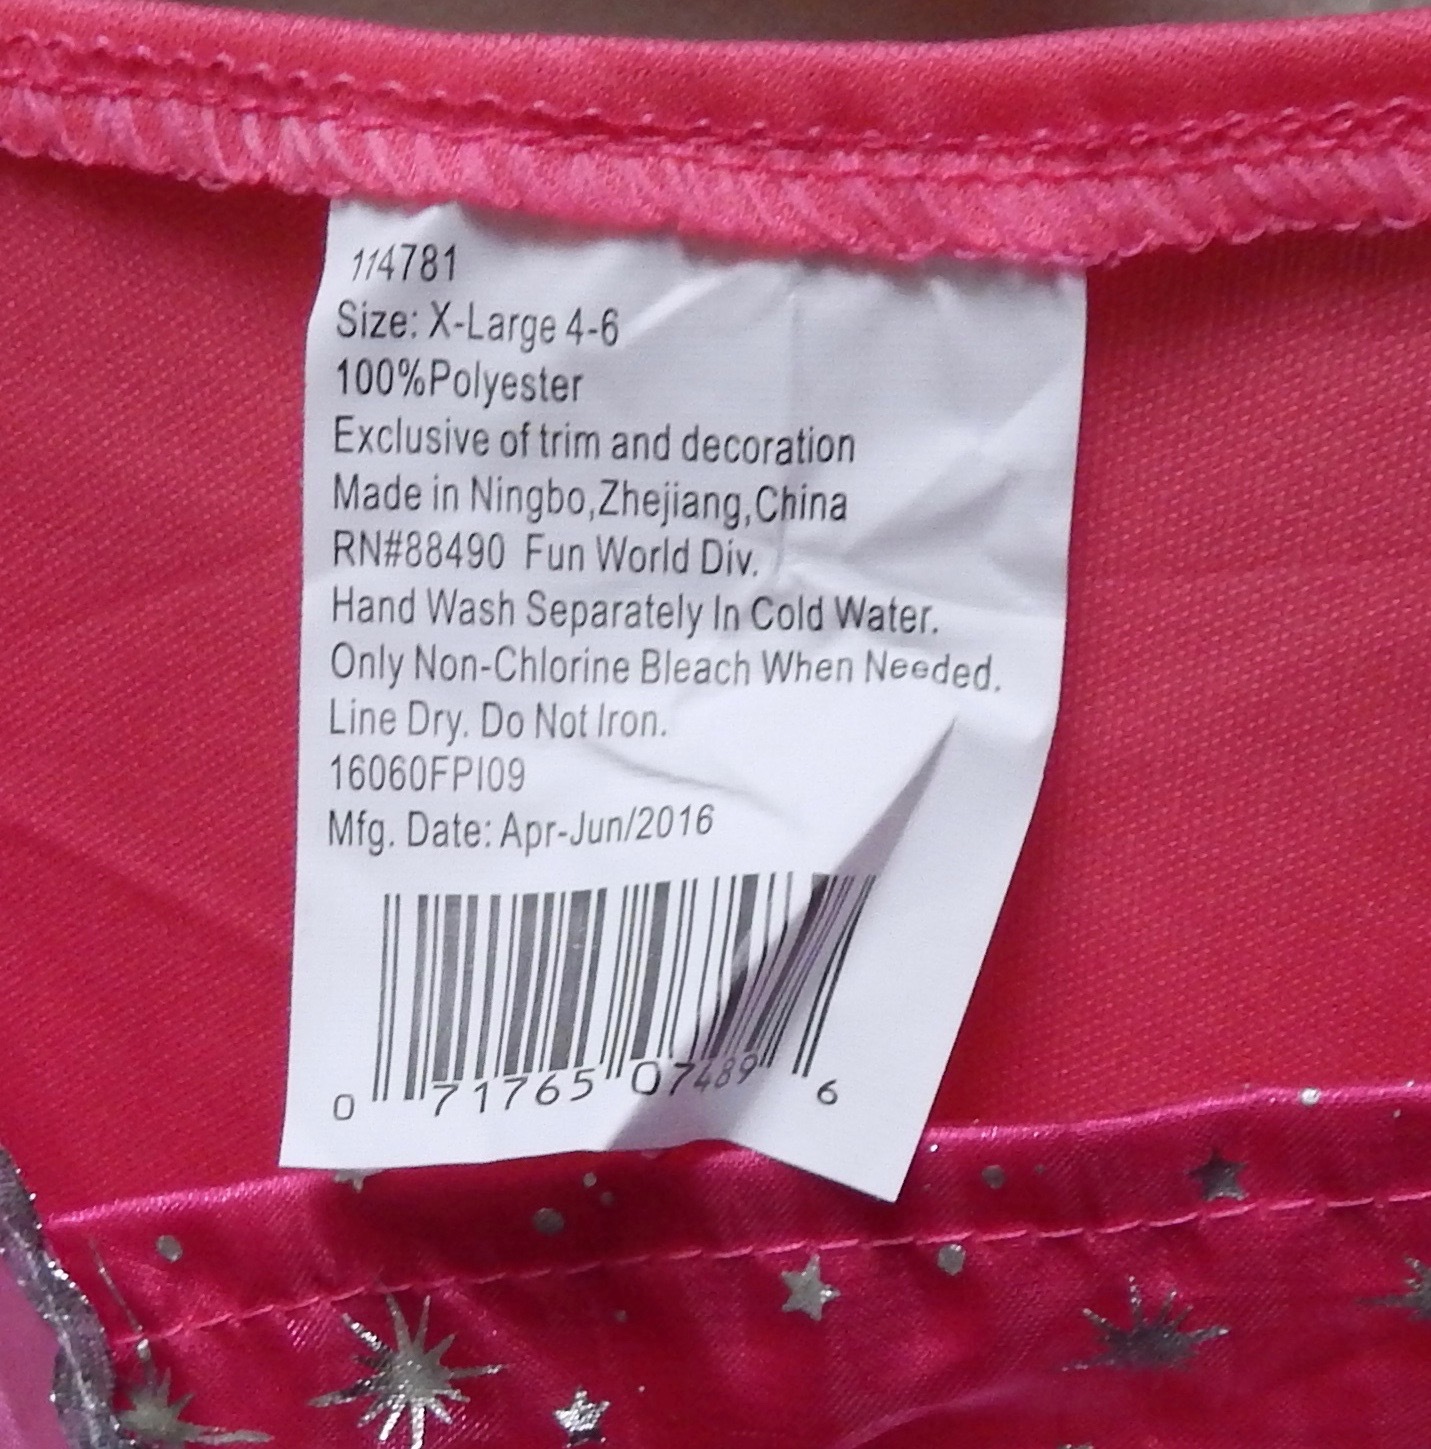 114781
Size: X-Large 4-6
100%Polyester
Exclusive of trim and decoration
Made in Ningbo,Zhejiang,China
RN#88490 Fun World Div.
Hand Wash Separately In Cold Water.
Only Non-Chlorine Bleach When Needed.
Line Dry. Do Not Iron.
16060FPI09
Mfg. Date: Apr-Jun/2016
0 71765 07489 6